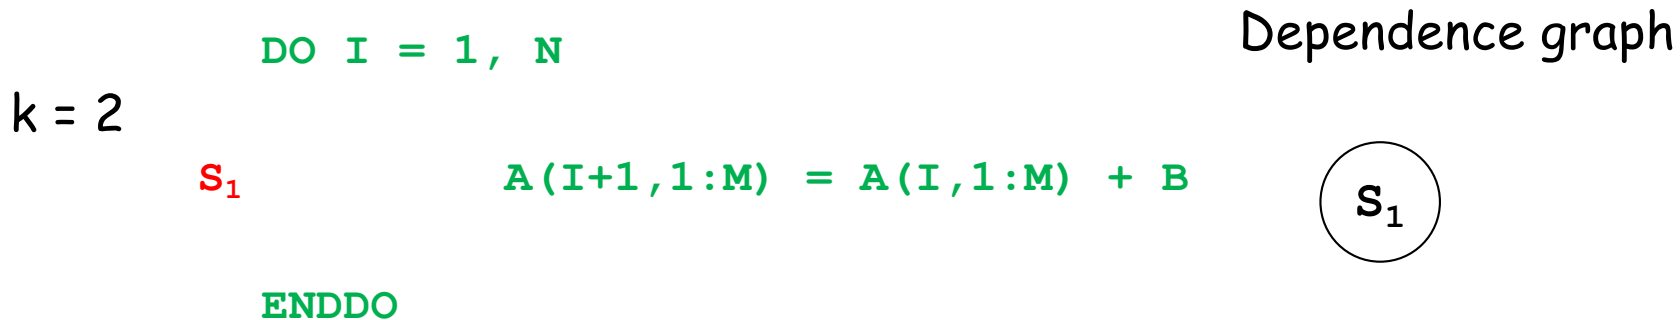 Dependence graph
DO I = 1, N
k = 2
S₁ A(I+1,1:M) = A(I,1:M) + B
S₁
ENDDO